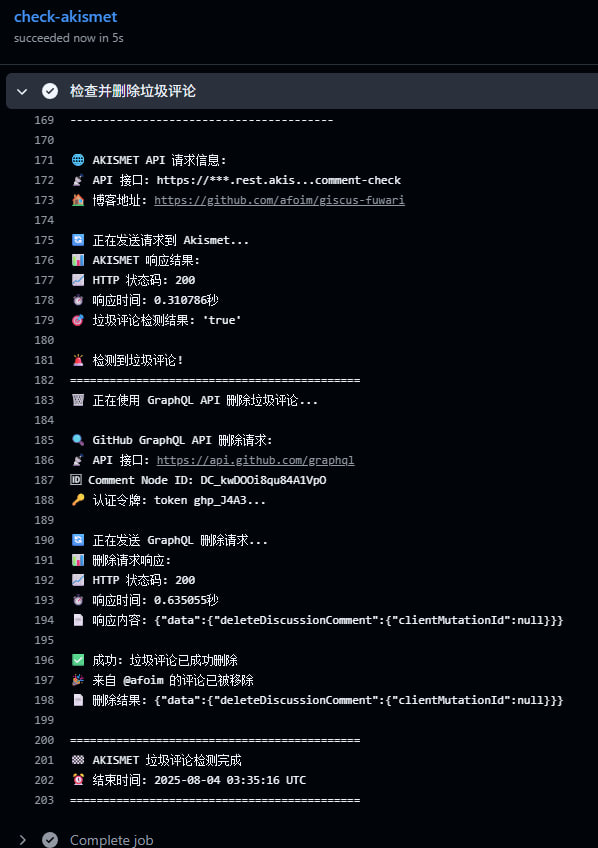 check-akismet
succeeded now in 5s
检查并删除垃圾评论
169 ----------------------------------------
170
171 🌐 AKISMET API 请求信息:
172 📡 API 接口: https://***.rest.akis...comment-check
173 🏠 博客地址: https://github.com/afoim/giscus-fuwari
174
175 🔄 正在发送请求到 Akismet...
176 📊 AKISMET 响应结果:
177 📈 HTTP 状态码: 200
178 ⏱️ 响应时间: 0.310786秒
179 🎯 垃圾评论检测结果: 'true'
180
181 🚨 检测到垃圾评论!
182 ============================================
183 🗑️ 正在使用 GraphQL API 删除垃圾评论...
184
185 🔍 GitHub GraphQL API 删除请求:
186 📡 API 接口: https://api.github.com/graphql
187 🆔 Comment Node ID: DC_kwDOOi8qu84A1VpO
188 🔑 认证令牌: token ghp_J4A3...
189
190 🔄 正在发送 GraphQL 删除请求...
191 📊 删除请求响应:
192 📈 HTTP 状态码: 200
193 ⏱️ 响应时间: 0.635055秒
194 📄 响应内容: {"data":{"deleteDiscussionComment":{"clientMutationId":null}}}
195
196 ✅ 成功: 垃圾评论已成功删除
197 🎉 来自 @afoim 的评论已被移除
198 📄 删除结果: {"data":{"deleteDiscussionComment":{"clientMutationId":null}}}
199
200 ============================================
201 🏁 AKISMET 垃圾评论检测完成
202 ⏰ 结束时间: 2025-08-04 03:35:16 UTC
203 ============================================
Complete job